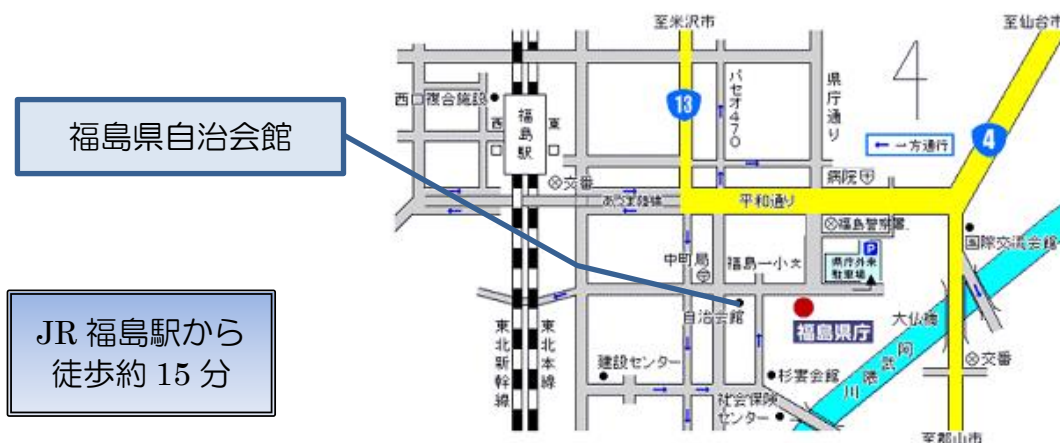 至米沢市
至仙台市
西口複合施設
福島県自治会館
福島駅
西口
東口
13
パセオ470
県庁通り
4
4
← 一方通行
交番
病院
あづま陸橋
平和通り
福島警察署
国際交流会館
P
県庁外来
駐車場
中町局
福島一小
文
自治会館
福島県庁
大仏橋
阿武隈川
JR 福島駅から
徒歩約 15 分
東北新幹線
東北本線
建設センター
杉雲会館
社会保険
センター
交番
至郡山市